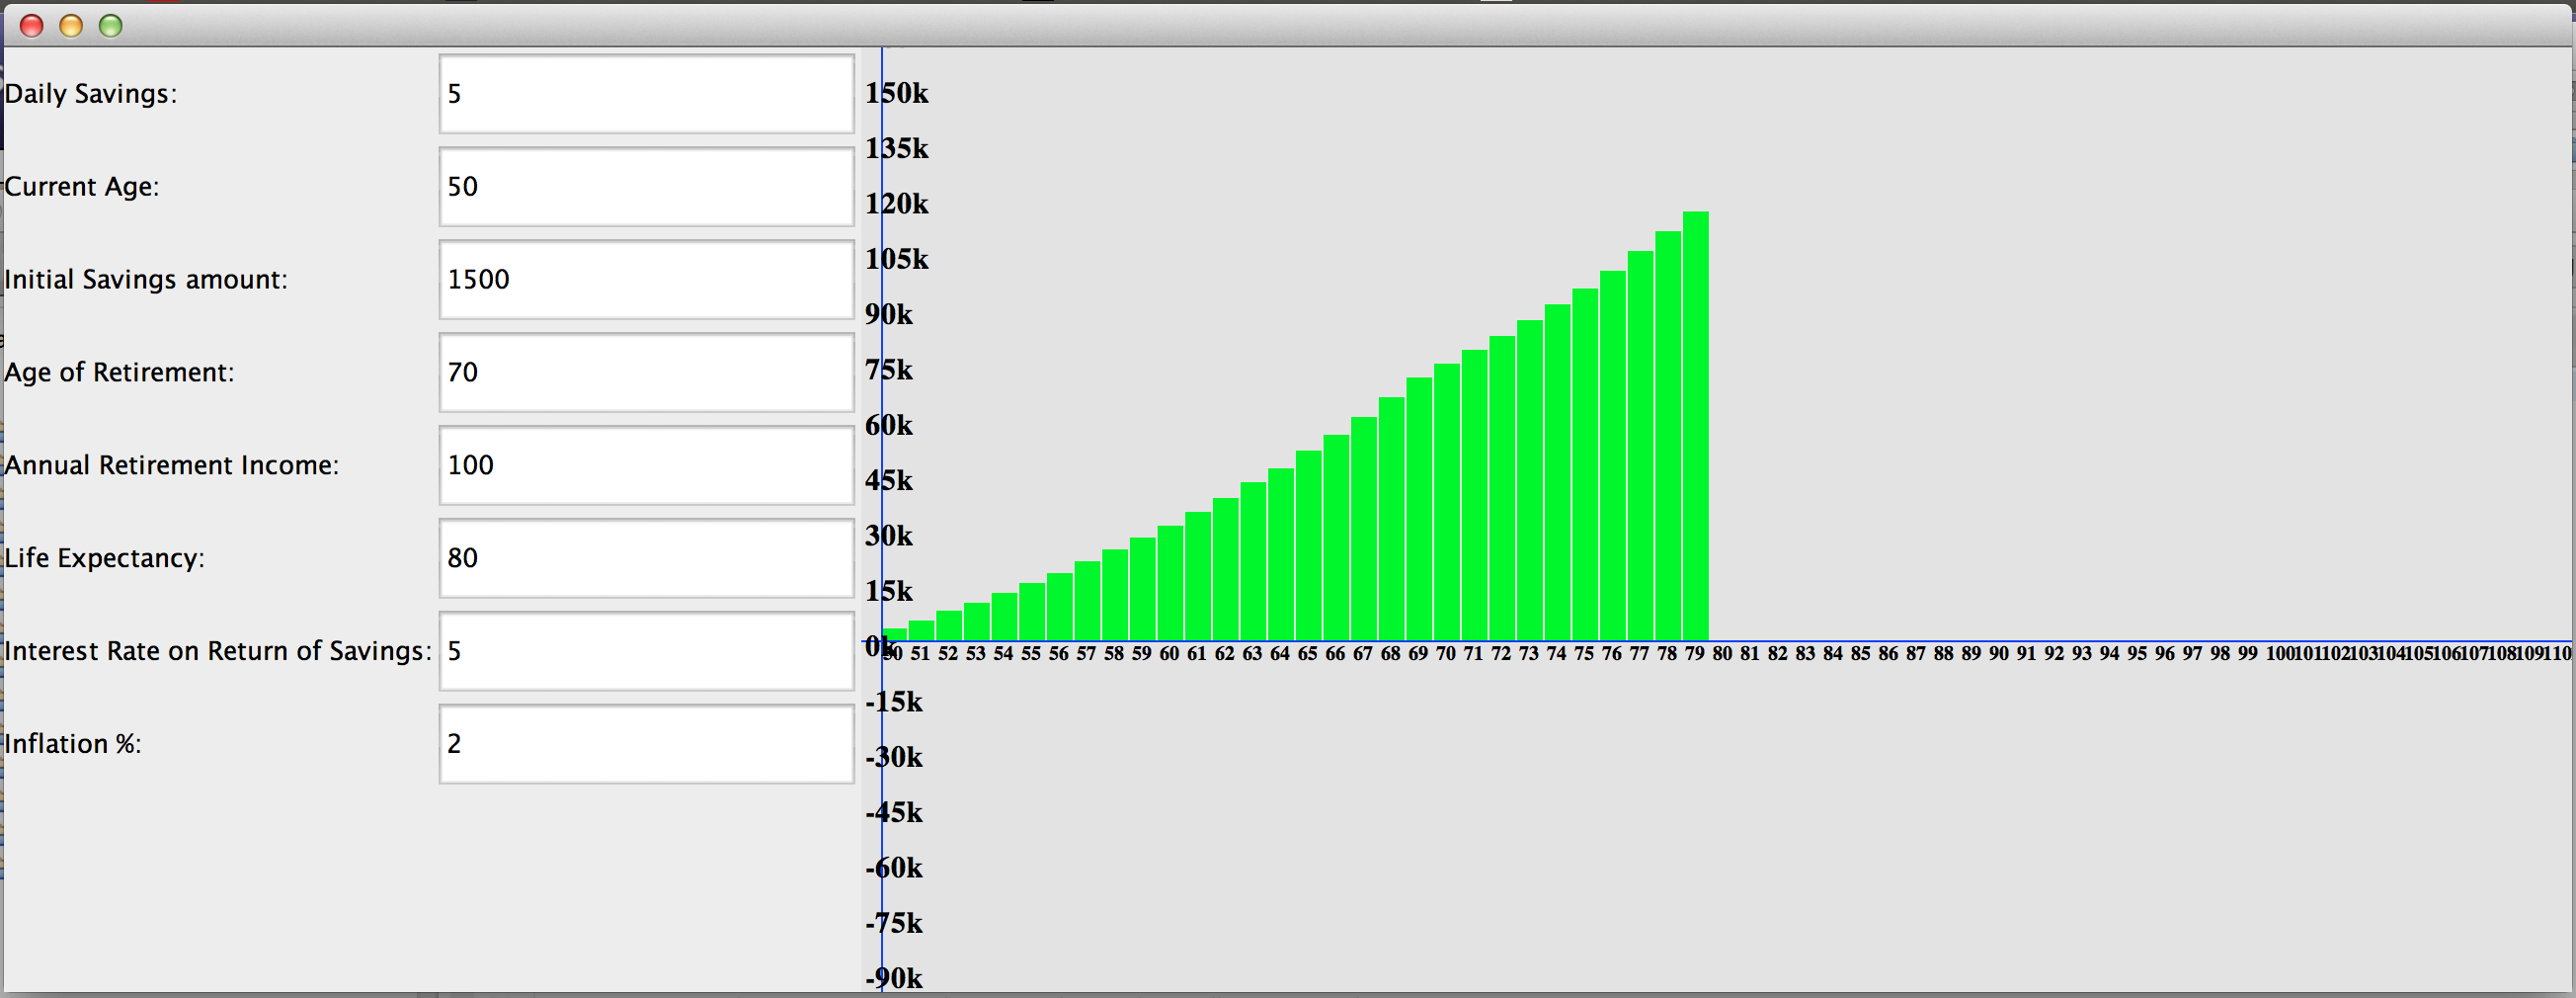 Daily Savings: 5
Current Age: 50
Initial Savings amount: 1500
Age of Retirement: 70
Annual Retirement Income: 100
Life Expectancy: 80
Interest Rate on Return of Savings: 5
Inflation %: 2
150k
135k
120k
105k
90k
75k
60k
45k
30k
15k
0k
50 51 52 53 54 55 56 57 58 59 60 61 62 63 64 65 66 67 68 69 70 71 72 73 74 75 76 77 78 79 80 81 82 83 84 85 86 87 88 89 90 91 92 93 94 95 96 97 98 99 100 101 102 103 104 105 106 107 108 109 110
-15k
-30k
-45k
-60k
-75k
-90k